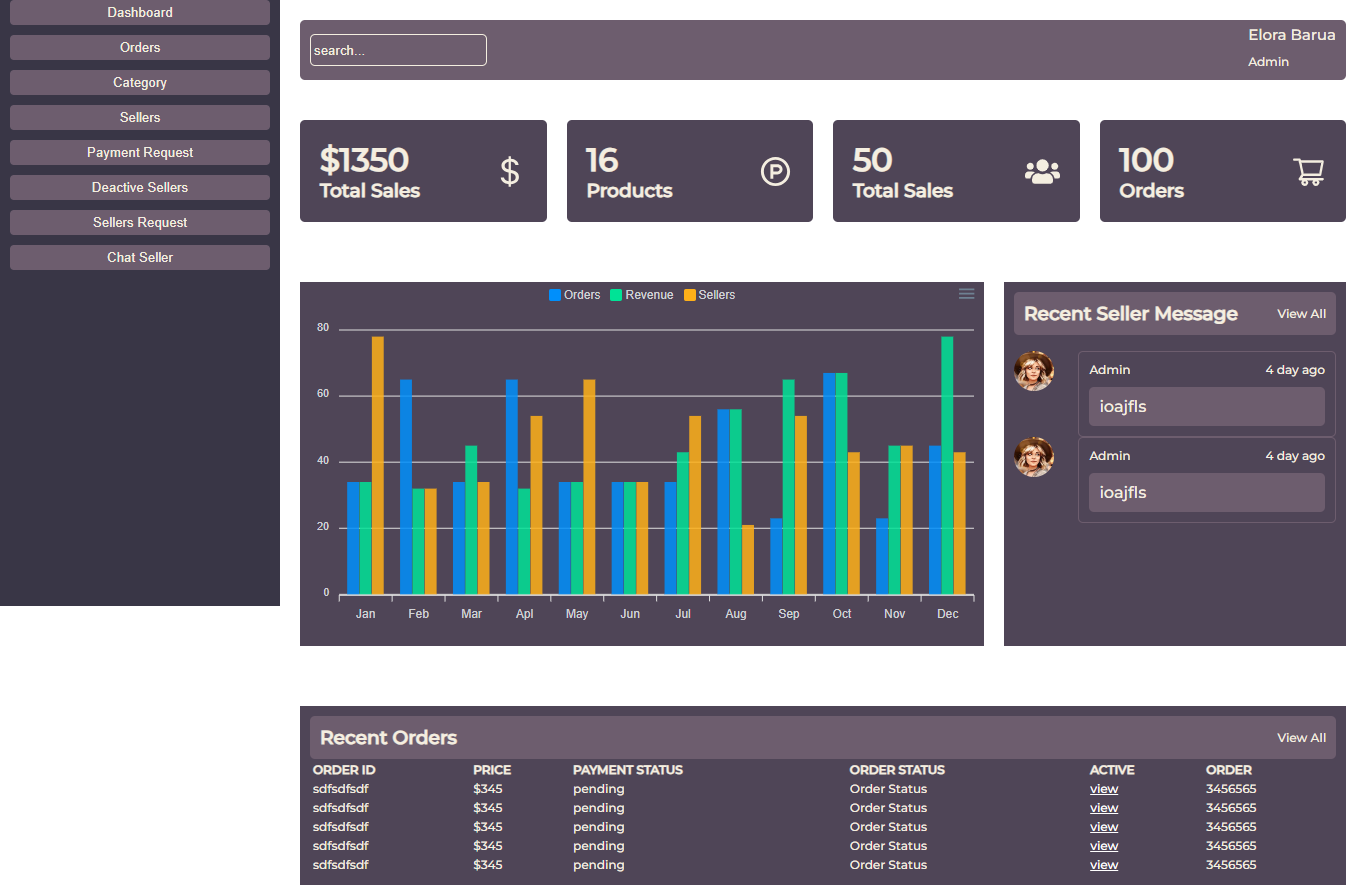 Dashboard
Orders
Category
Sellers
Payment Request
Deactive Sellers
Sellers Request
Chat Seller
search...
Elora Barua
Admin
$1350
Total Sales
$
16
Products
P
50
Total Sales
100
Orders
Orders Revenue Sellers
80
60
40
20
0
Jan Feb Mar Apl May Jun Jul Aug Sep Oct Nov Dec
Recent Seller Message View All
Admin 4 day ago
ioajfls
Admin 4 day ago
ioajfls
Recent Orders View All
ORDER ID PRICE PAYMENT STATUS ORDER STATUS ACTIVE ORDER
sdfsdfsdf $345 pending Order Status view 3456565
sdfsdfsdf $345 pending Order Status view 3456565
sdfsdfsdf $345 pending Order Status view 3456565
sdfsdfsdf $345 pending Order Status view 3456565
sdfsdfsdf $345 pending Order Status view 3456565